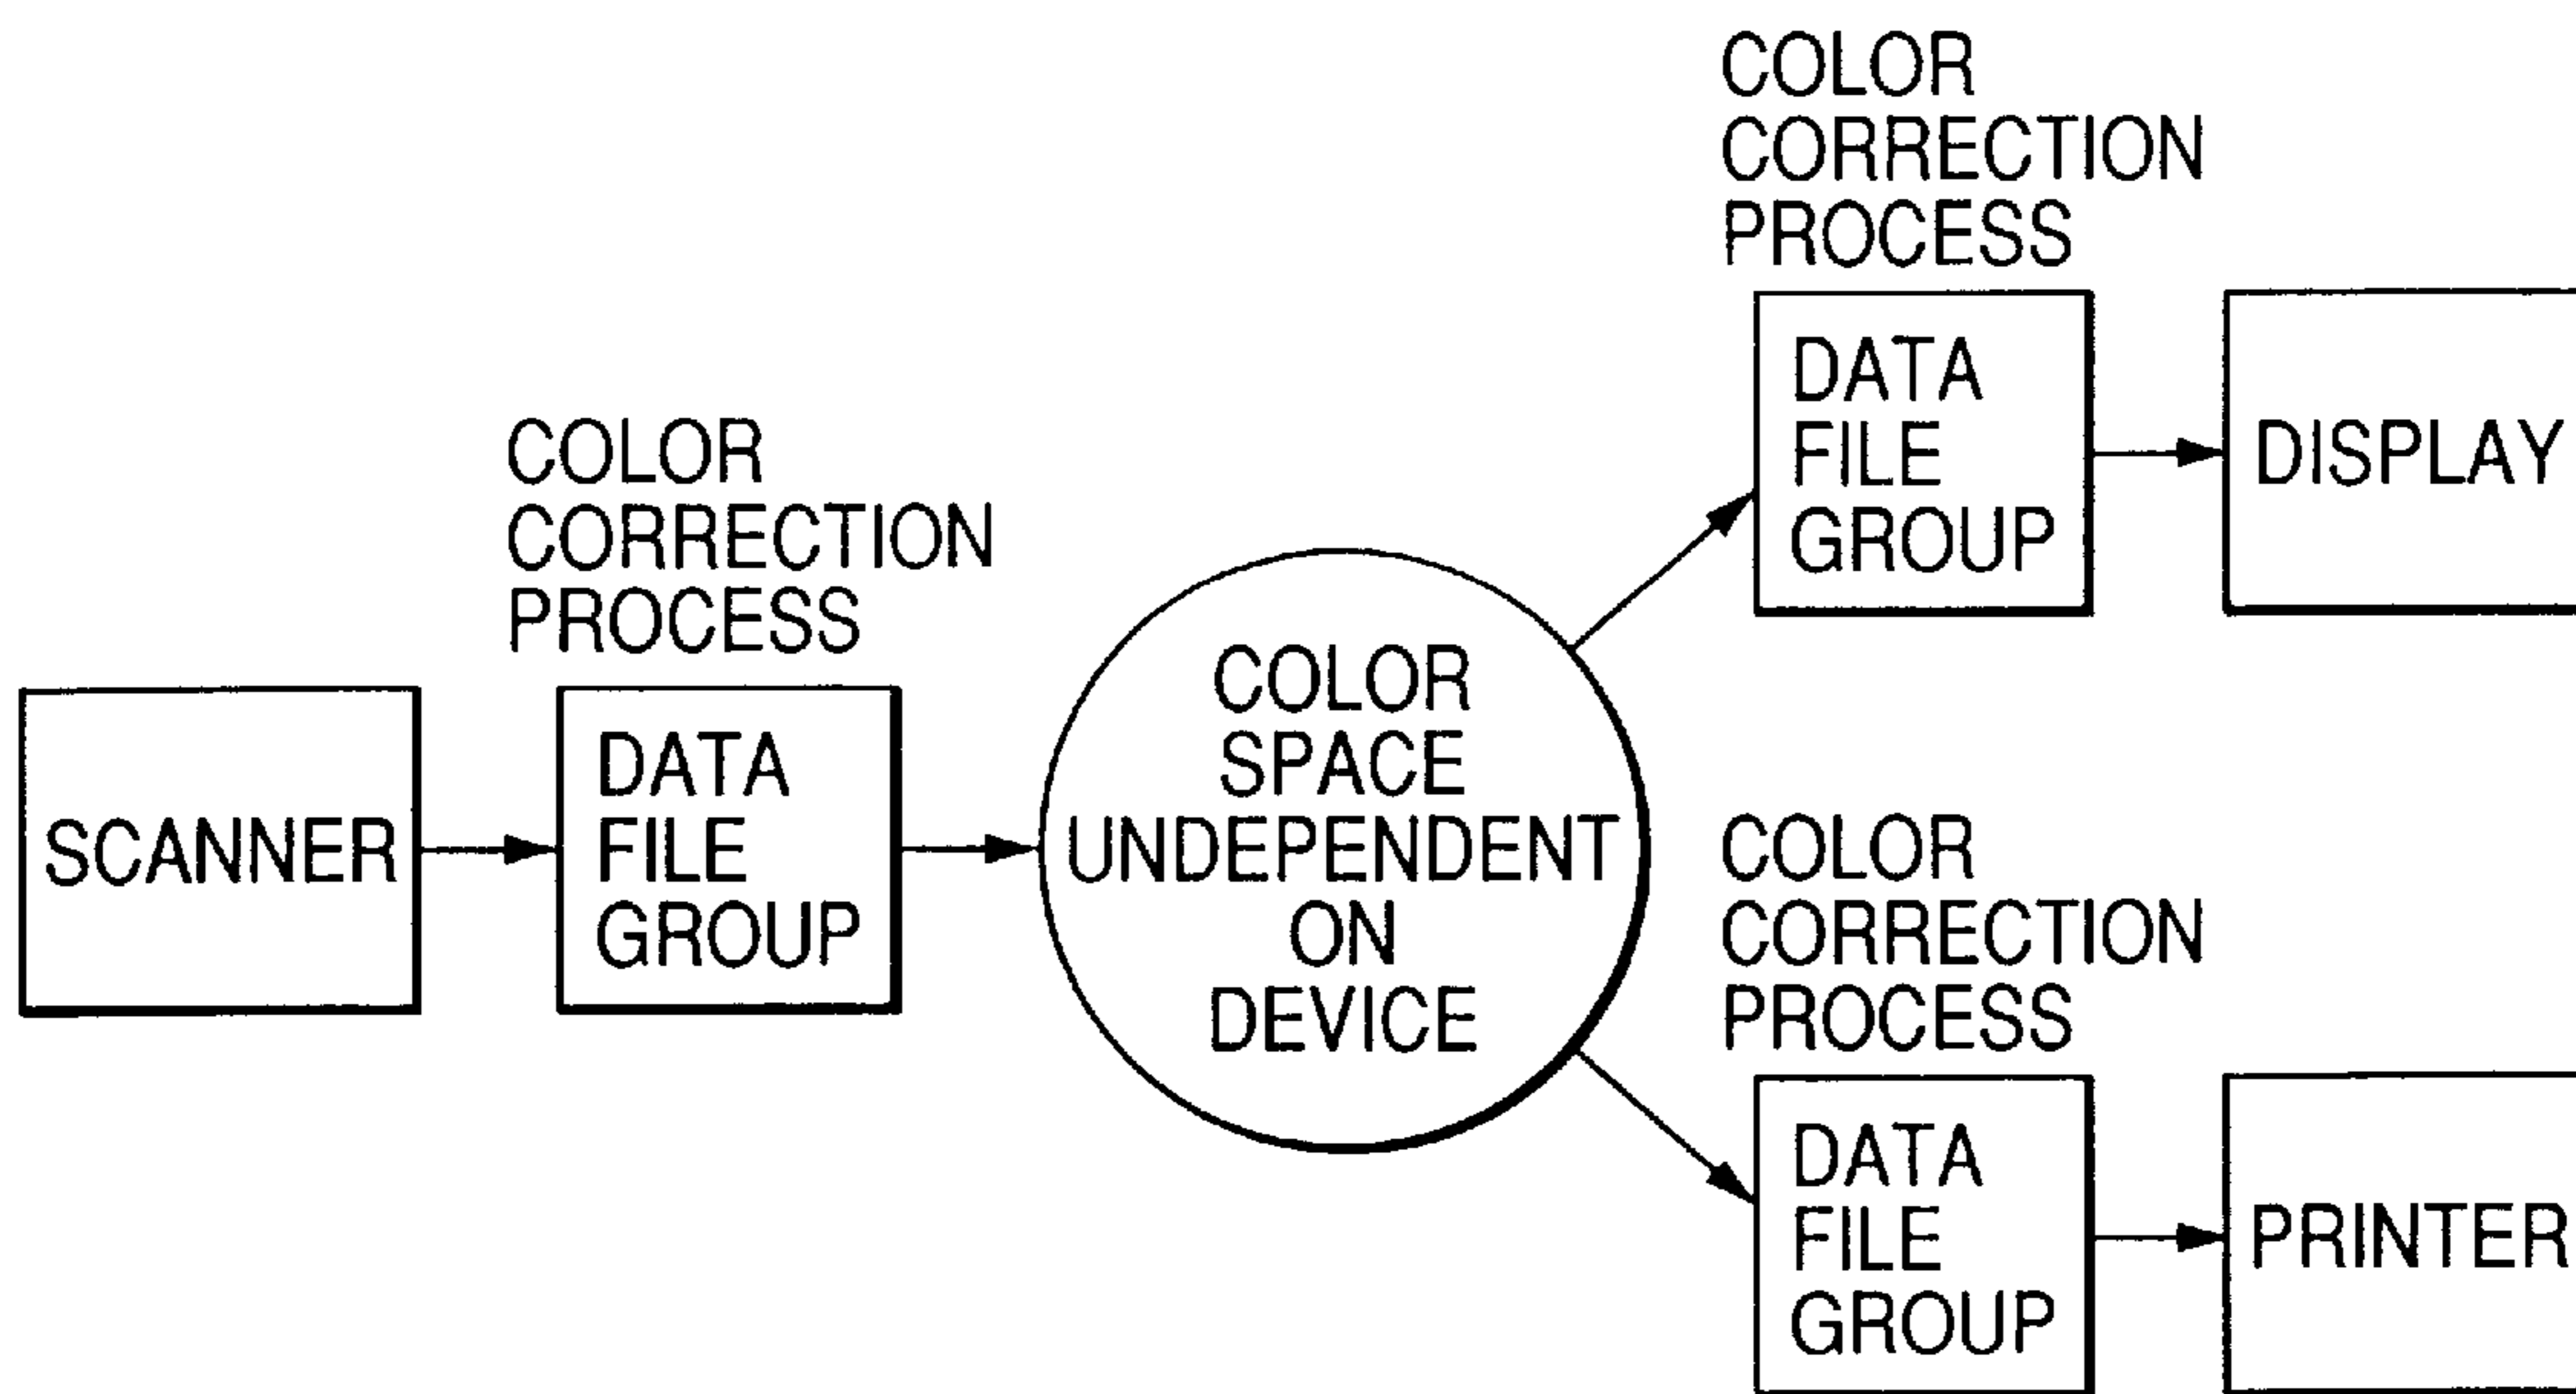 SCANNER
COLOR
CORRECTION
PROCESS
DATA
FILE
GROUP
COLOR
SPACE
UNDEPENDENT
ON
DEVICE
COLOR
CORRECTION
PROCESS
DATA
FILE
GROUP
DISPLAY
COLOR
CORRECTION
PROCESS
DATA
FILE
GROUP
PRINTER